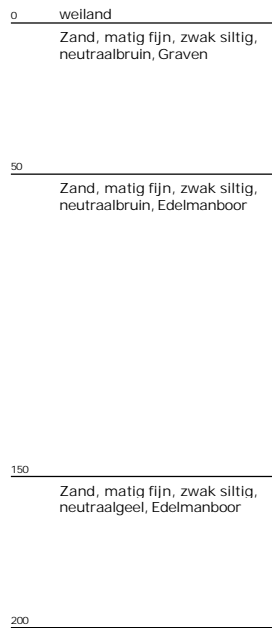 0 weiland
Zand, matig fijn, zwak siltig,
neutraalbruin, Graven
50
Zand, matig fijn, zwak siltig,
neutraalbruin, Edelmanboor
150
Zand, matig fijn, zwak siltig,
neutraalgeel, Edelmanboor
200